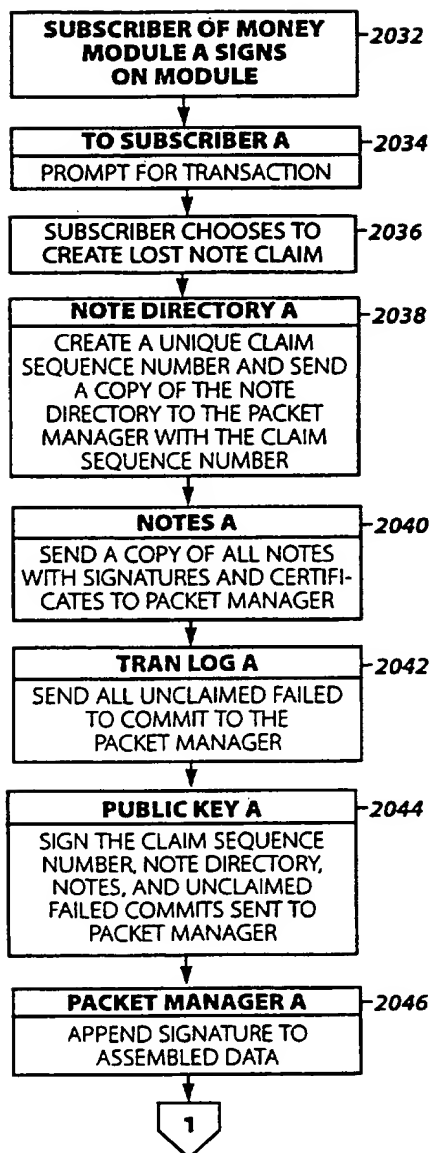 SUBSCRIBER OF MONEY
MODULE A SIGNS
ON MODULE
2032
TO SUBSCRIBER A
2034
PROMPT FOR TRANSACTION
SUBSCRIBER CHOOSES TO
CREATE LOST NOTE CLAIM
2036
NOTE DIRECTORY A
2038
CREATE A UNIQUE CLAIM
SEQUENCE NUMBER AND SEND
A COPY OF THE NOTE
DIRECTORY TO THE PACKET
MANAGER WITH THE CLAIM
SEQUENCE NUMBER
NOTES A
2040
SEND A COPY OF ALL NOTES
WITH SIGNATURES AND CERTIFI-
CATES TO PACKET MANAGER
TRAN LOG A
2042
SEND ALL UNCLAIMED FAILED
TO COMMIT TO THE
PACKET MANAGER
PUBLIC KEY A
2044
SIGN THE CLAIM SEQUENCE
NUMBER, NOTE DIRECTORY,
NOTES, AND UNCLAIMED
FAILED COMMITS SENT TO
PACKET MANAGER
PACKET MANAGER A
2046
APPEND SIGNATURE TO
ASSEMBLED DATA
1